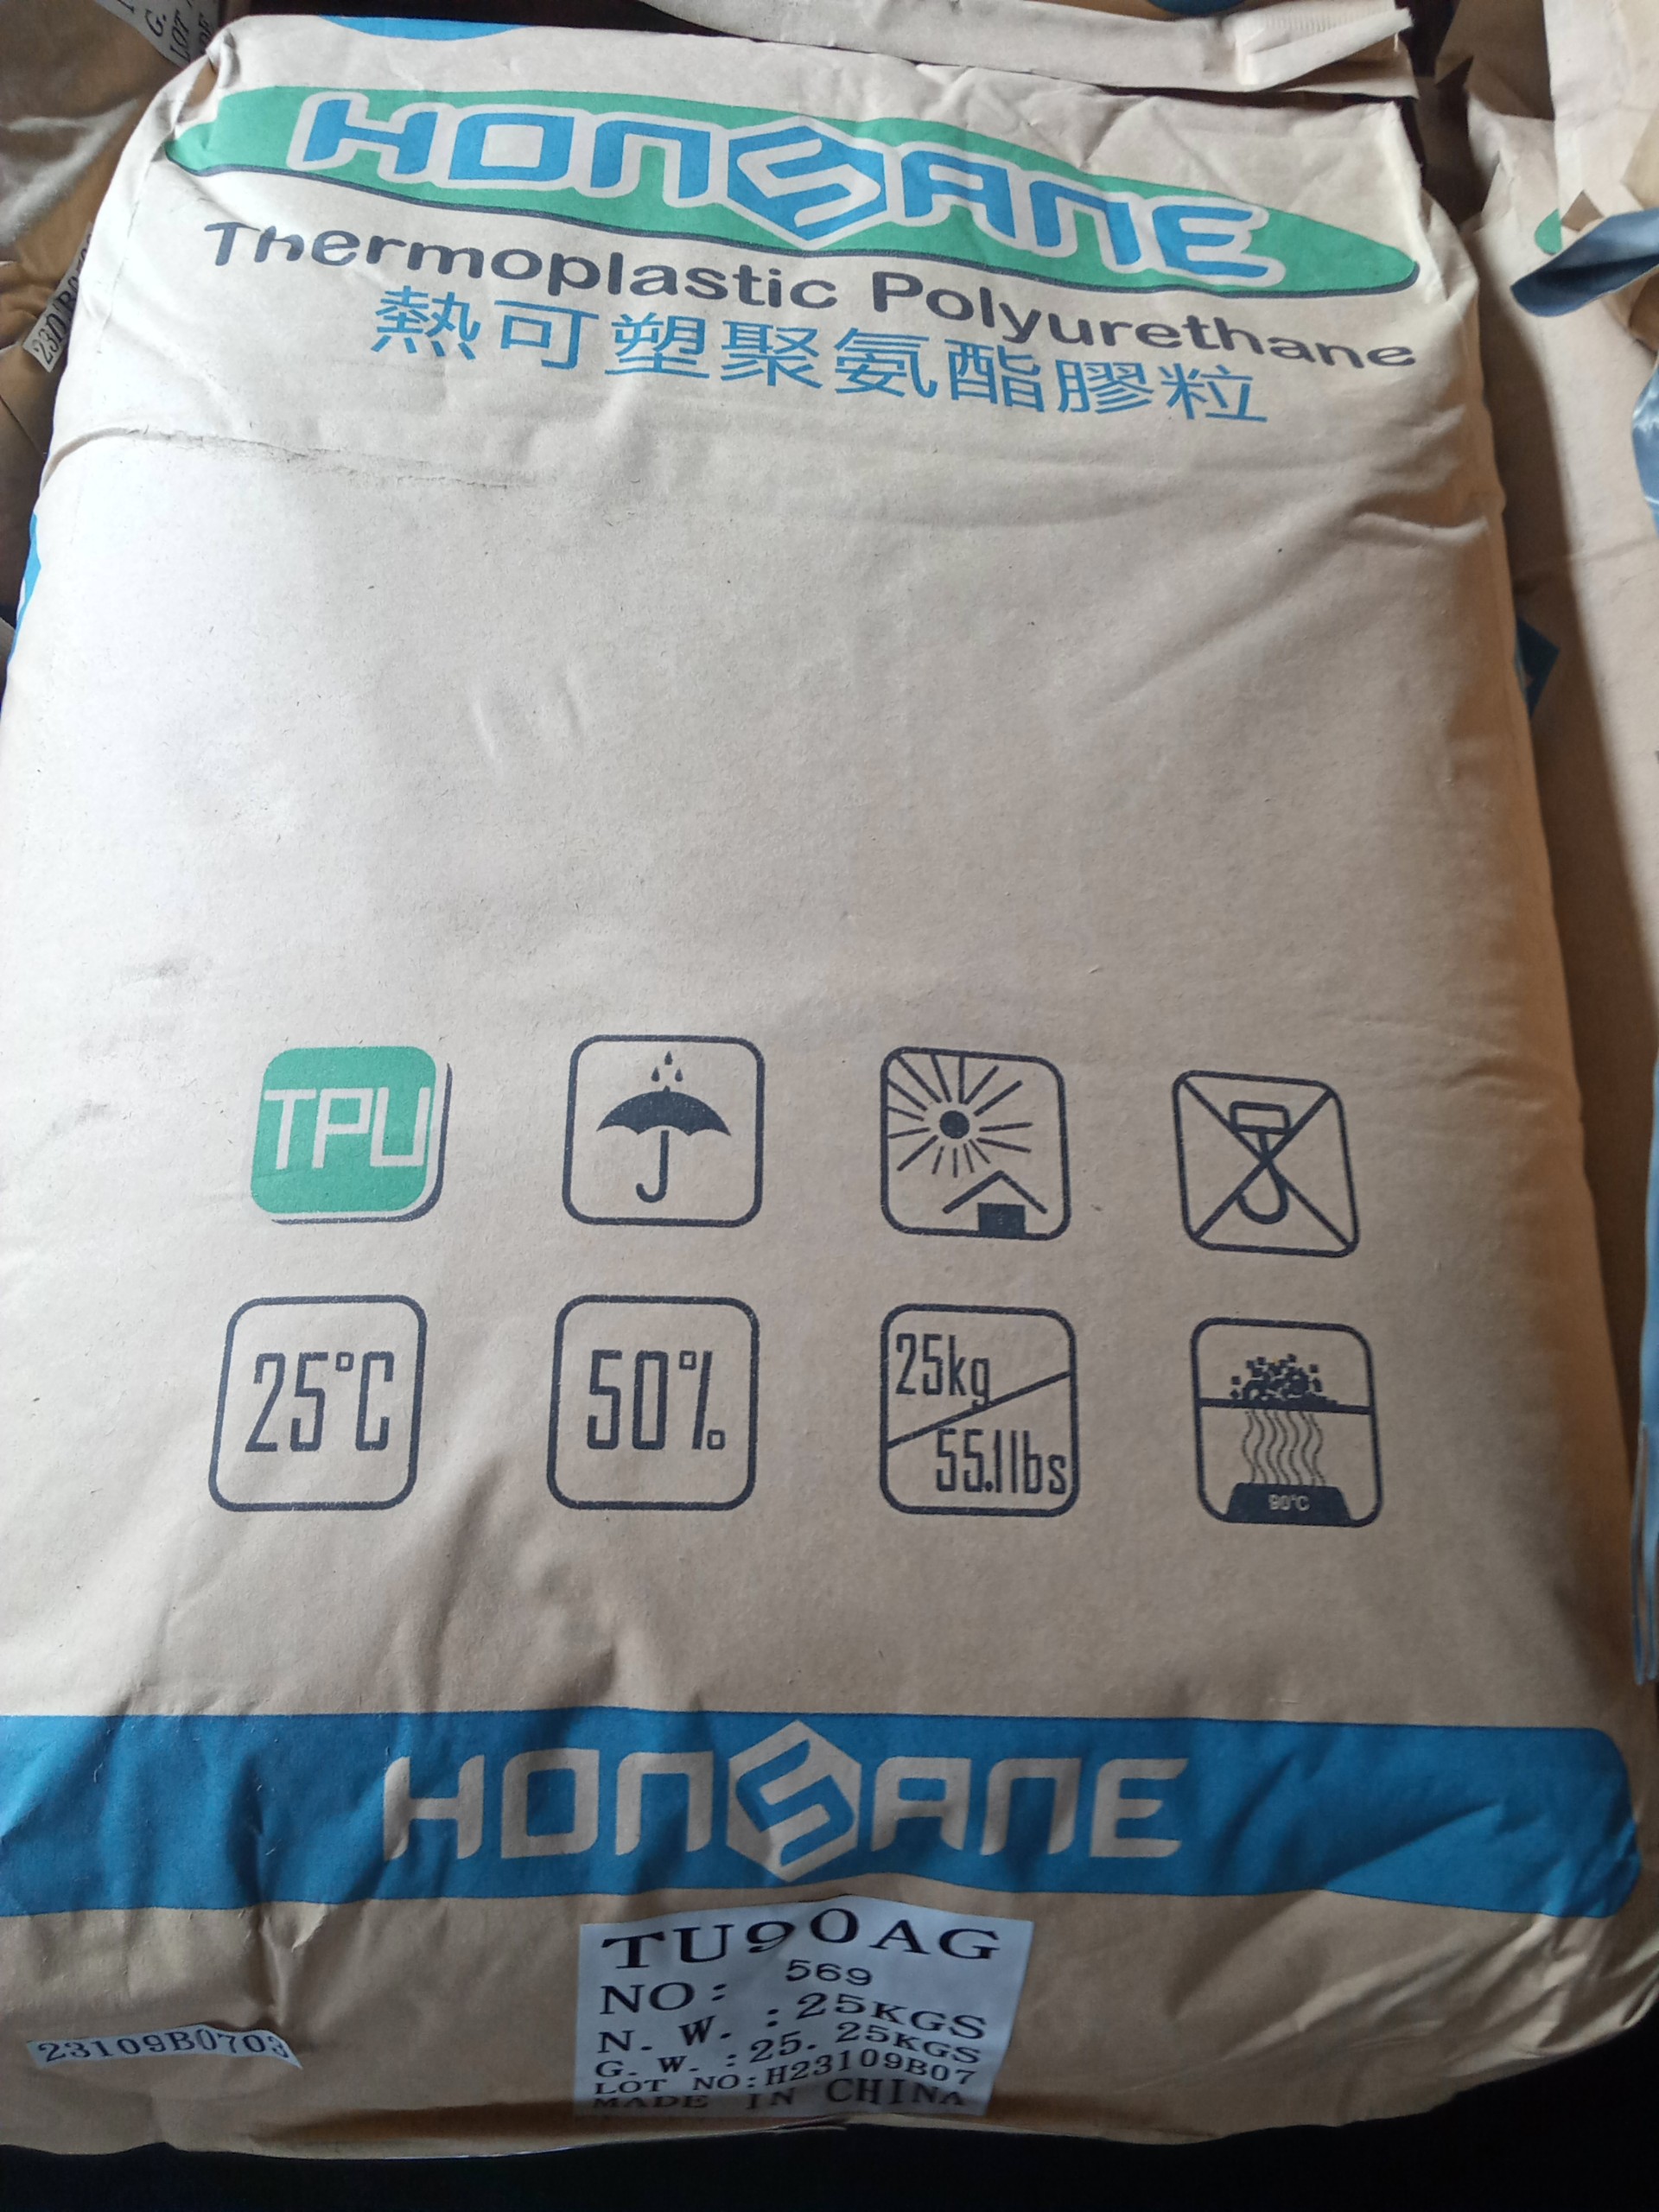 HONSANE
Thermoplastic Polyurethane
熱可塑聚氨酯膠粒
TPU
25°C
50%
25kg
55.1lbs
90°C
HONSANE
TU90AG
NO: 569
N. W. :25KGS
G. W. :25. 25KGS
LOT NO:H23109B07
MADE IN CHINA
23109B0703